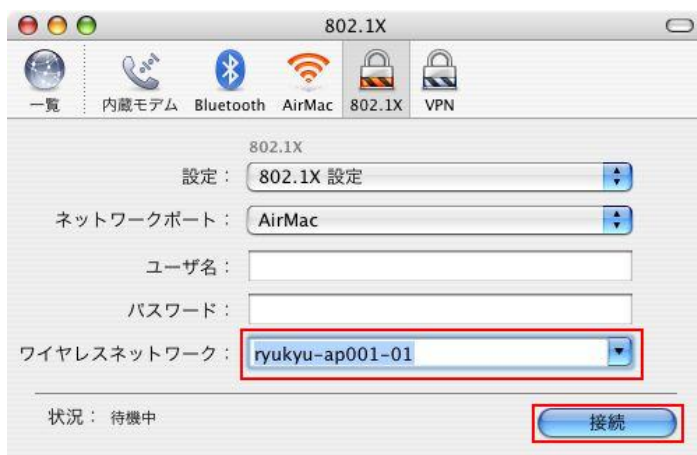 802.1X
一覧 内蔵モデム Bluetooth AirMac 802.1X VPN
802.1X
設定： 802.1X 設定
ネットワークポート： AirMac
ユーザ名：
パスワード：
ワイヤレスネットワーク： ryukyu-ap001-01
状況： 待機中 接続